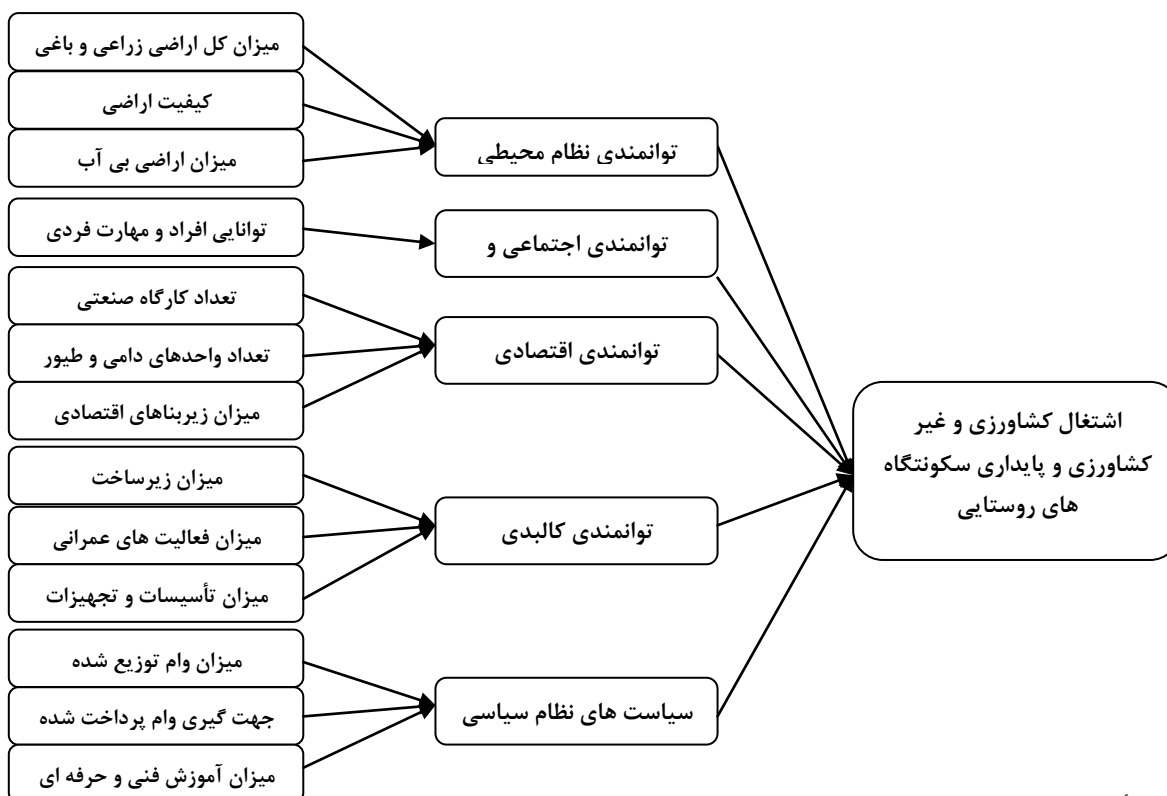 میزان کل اراضی زراعی و باغی
کیفیت اراضی
میزان اراضی بی آب
توانایی افراد و مهارت فردی
تعداد کارگاه صنعتی
تعداد واحدهای دامی و طیور
میزان زیربناهای اقتصادی
میزان زیرساخت
میزان فعالیت های عمرانی
میزان تأسیسات و تجهیزات
میزان وام توزیع شده
جهت گیری وام پرداخت شده
میزان آموزش فنی و حرفه ای
توانمندی نظام محیطی
توانمندی اجتماعی و
توانمندی اقتصادی
توانمندی کالبدی
سیاست های نظام سیاسی
اشتغال کشاورزی و غیر
کشاورزی و پایداری سکونتگاه
های روستایی